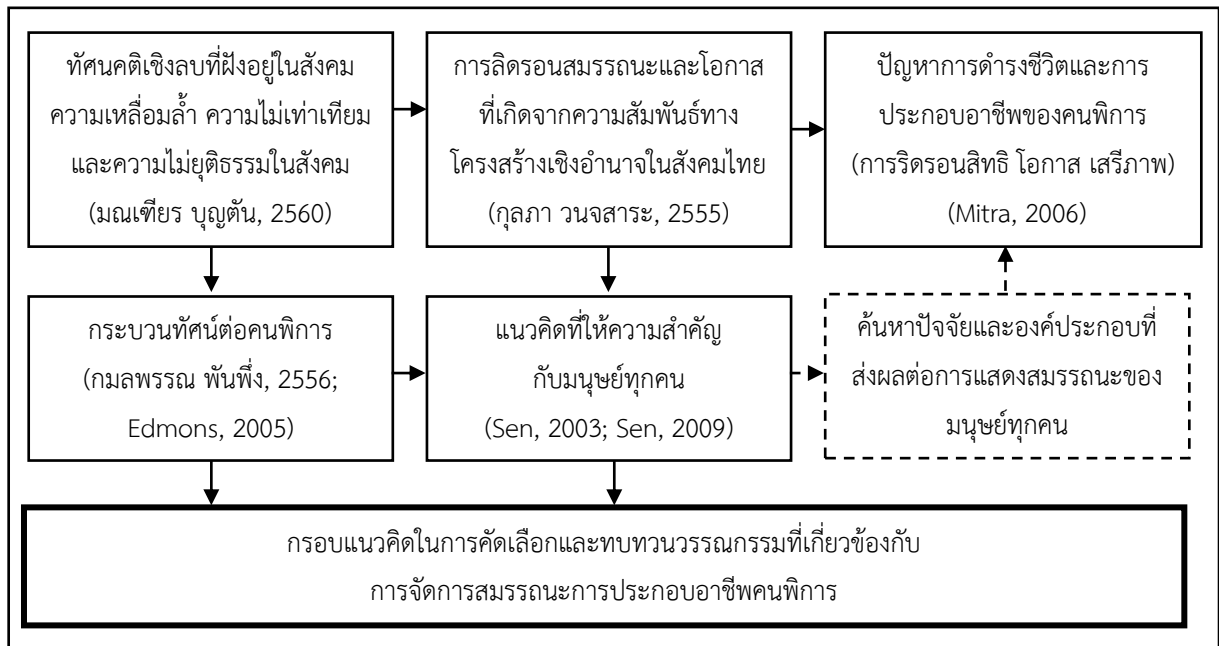 ทัศนคติเชิงลบที่ฝังอยู่ในสังคม
ความเหลื่อมล้ำ ความไม่เท่าเทียม
และความไม่ยุติธรรมในสังคม
(มณเฑียร บุญตัน, 2560)
การลิดรอนสมรรถนะและโอกาส
ที่เกิดจากความสัมพันธ์ทาง
โครงสร้างเชิงอำนาจในสังคมไทย
(กุลภา วนจสาระ, 2555)
ปัญหาการดำรงชีวิตและการ
ประกอบอาชีพของคนพิการ
(การริดรอนสิทธิ โอกาส เสรีภาพ)
(Mitra, 2006)
กระบวนทัศน์ต่อคนพิการ
(กมลพรรณ พันพึ่ง, 2556;
Edmons, 2005)
แนวคิดที่ให้ความสำคัญ
กับมนุษย์ทุกคน
(Sen, 2003; Sen, 2009)
ค้นหาปัจจัยและองค์ประกอบที่
ส่งผลต่อการแสดงสมรรถนะของ
มนุษย์ทุกคน
กรอบแนวคิดในการคัดเลือกและทบทวนวรรณกรรมที่เกี่ยวข้องกับ
การจัดการสมรรถนะการประกอบอาชีพคนพิการ